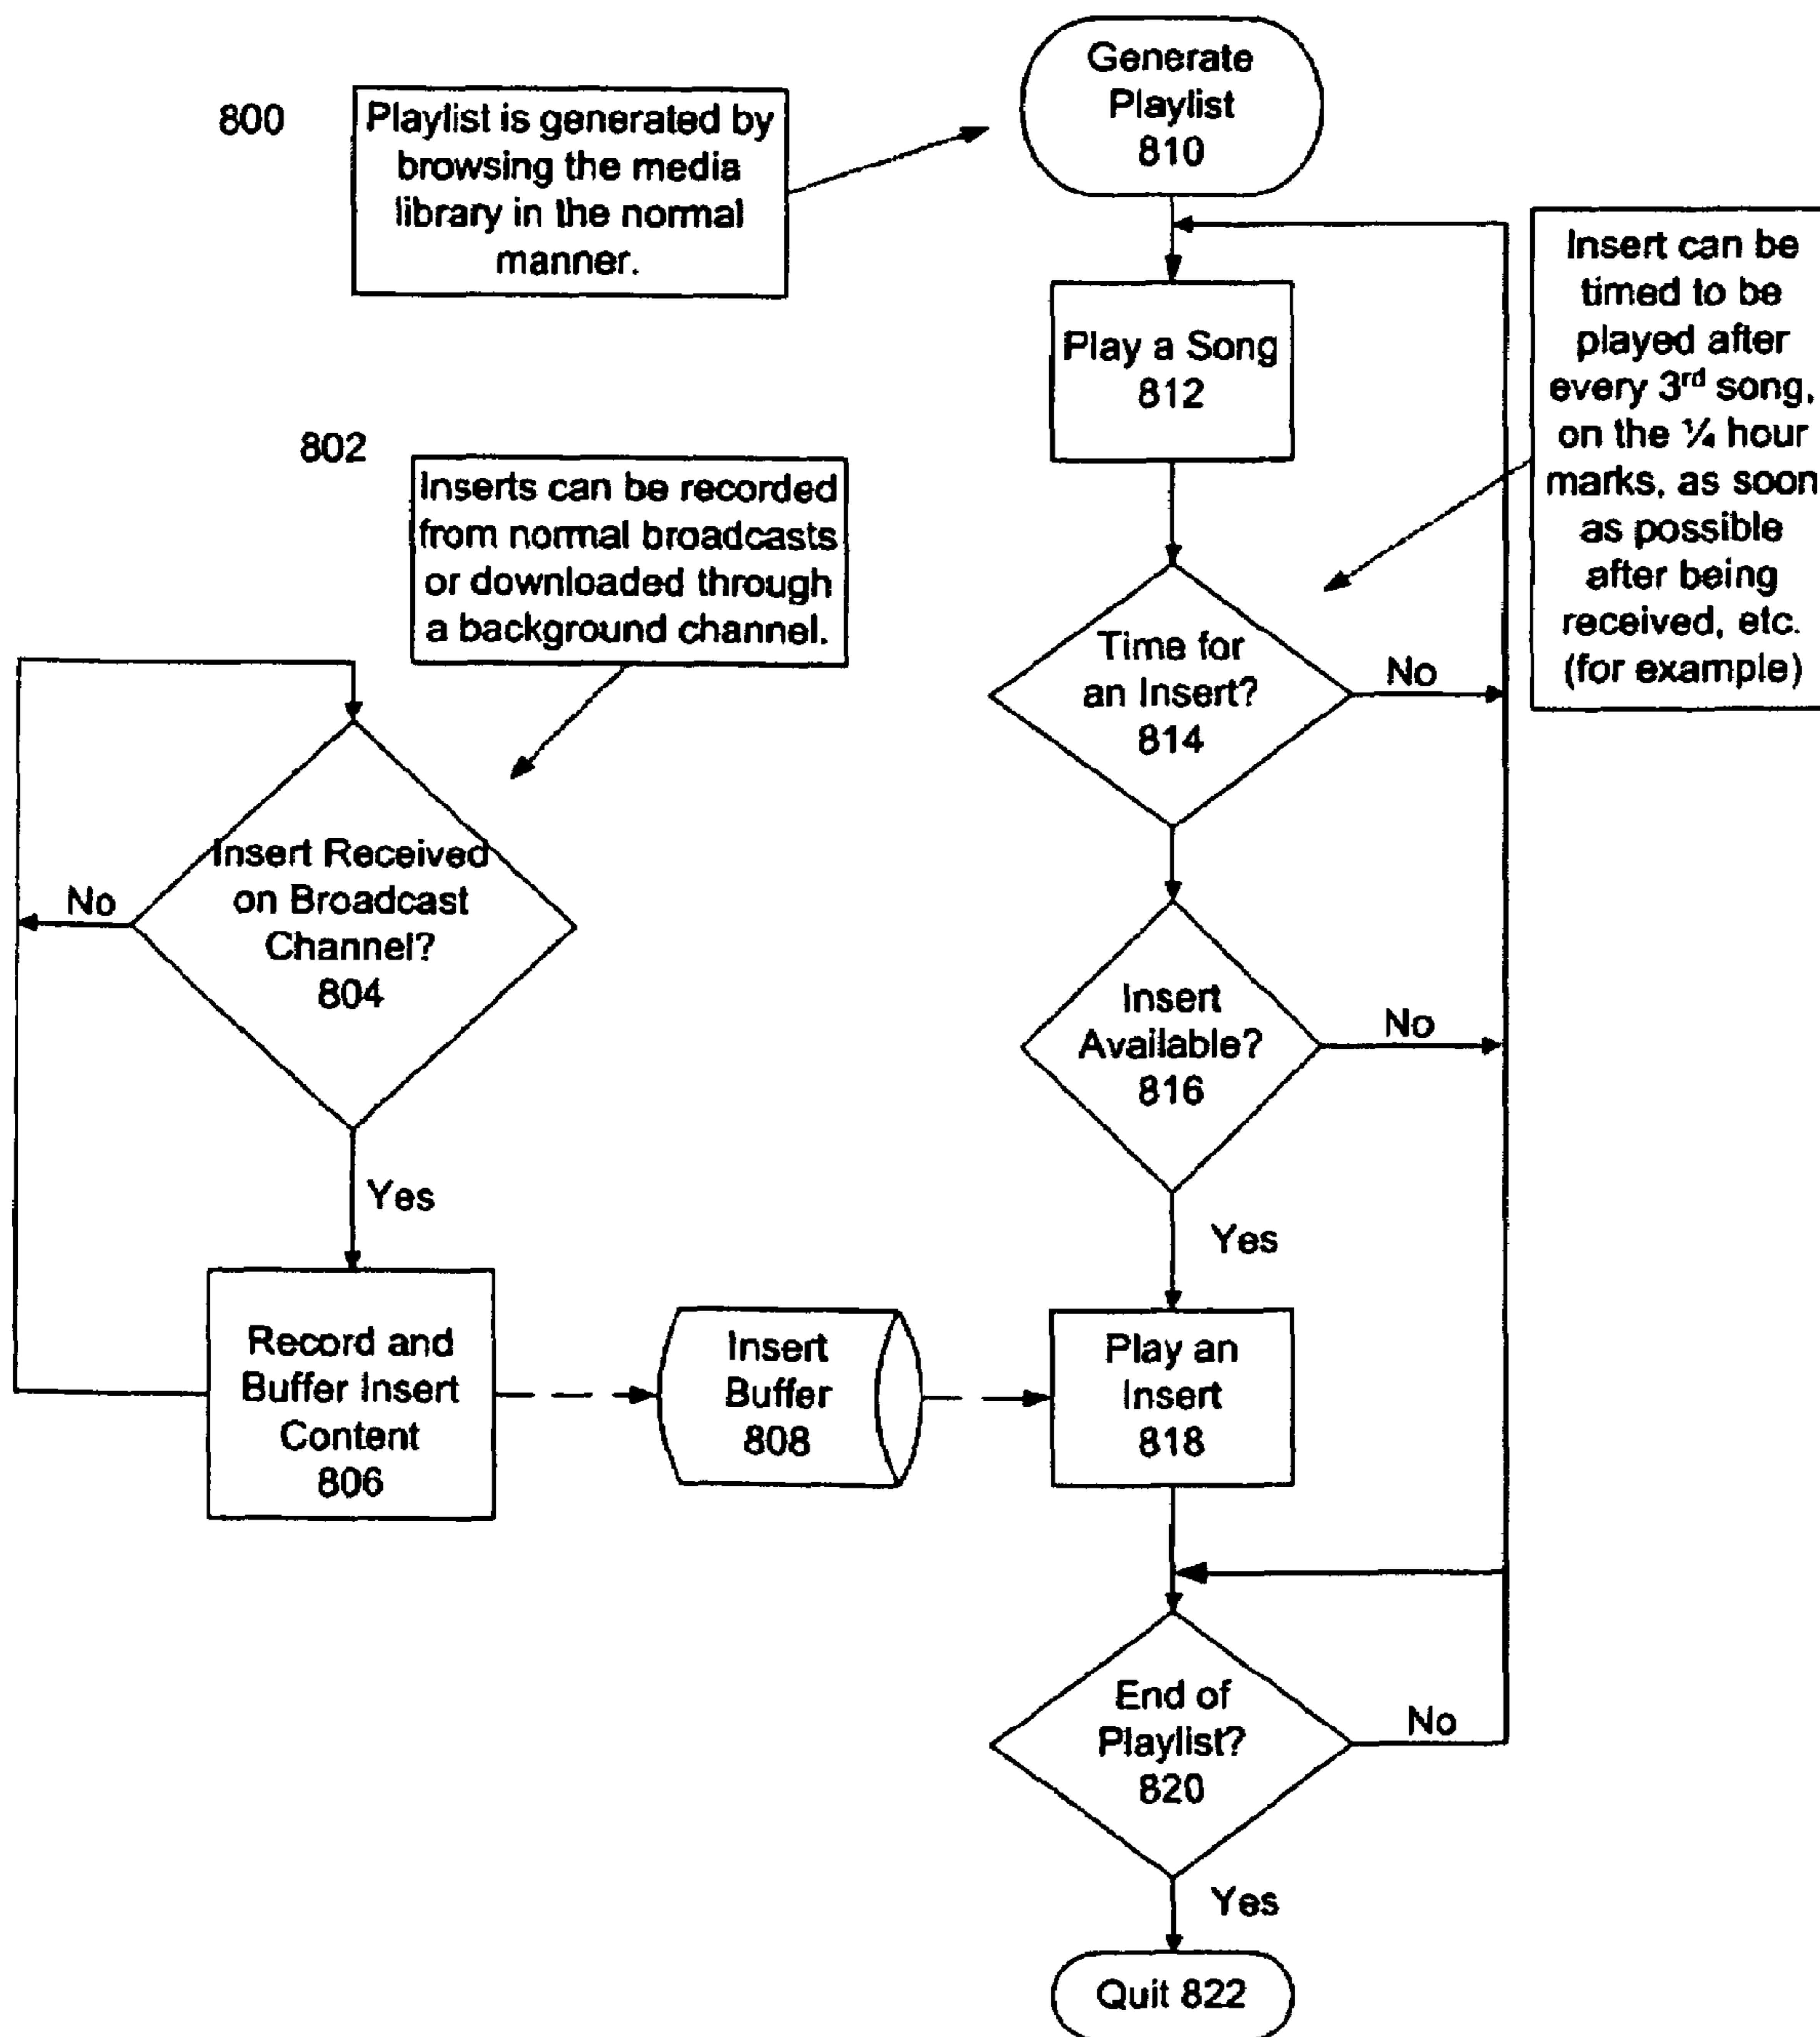 Generate
Playlist
810
800
Playlist is generated by
browsing the media
library in the normal
manner.
Insert can be
timed to be
played after
every 3rd song,
on the ¼ hour
marks, as soon
as possible
after being
received, etc.
(for example)
Play a Song
812
802
Inserts can be recorded
from normal broadcasts
or downloaded through
a background channel.
Time for
an Insert?
814
No
Insert Received
on Broadcast
Channel?
804
No
Yes
Insert
Available?
816
No
Yes
Record and
Buffer Insert
Content
806
Insert
Buffer
808
Play an
Insert
818
End of
Playlist?
820
No
Yes
Quit 822